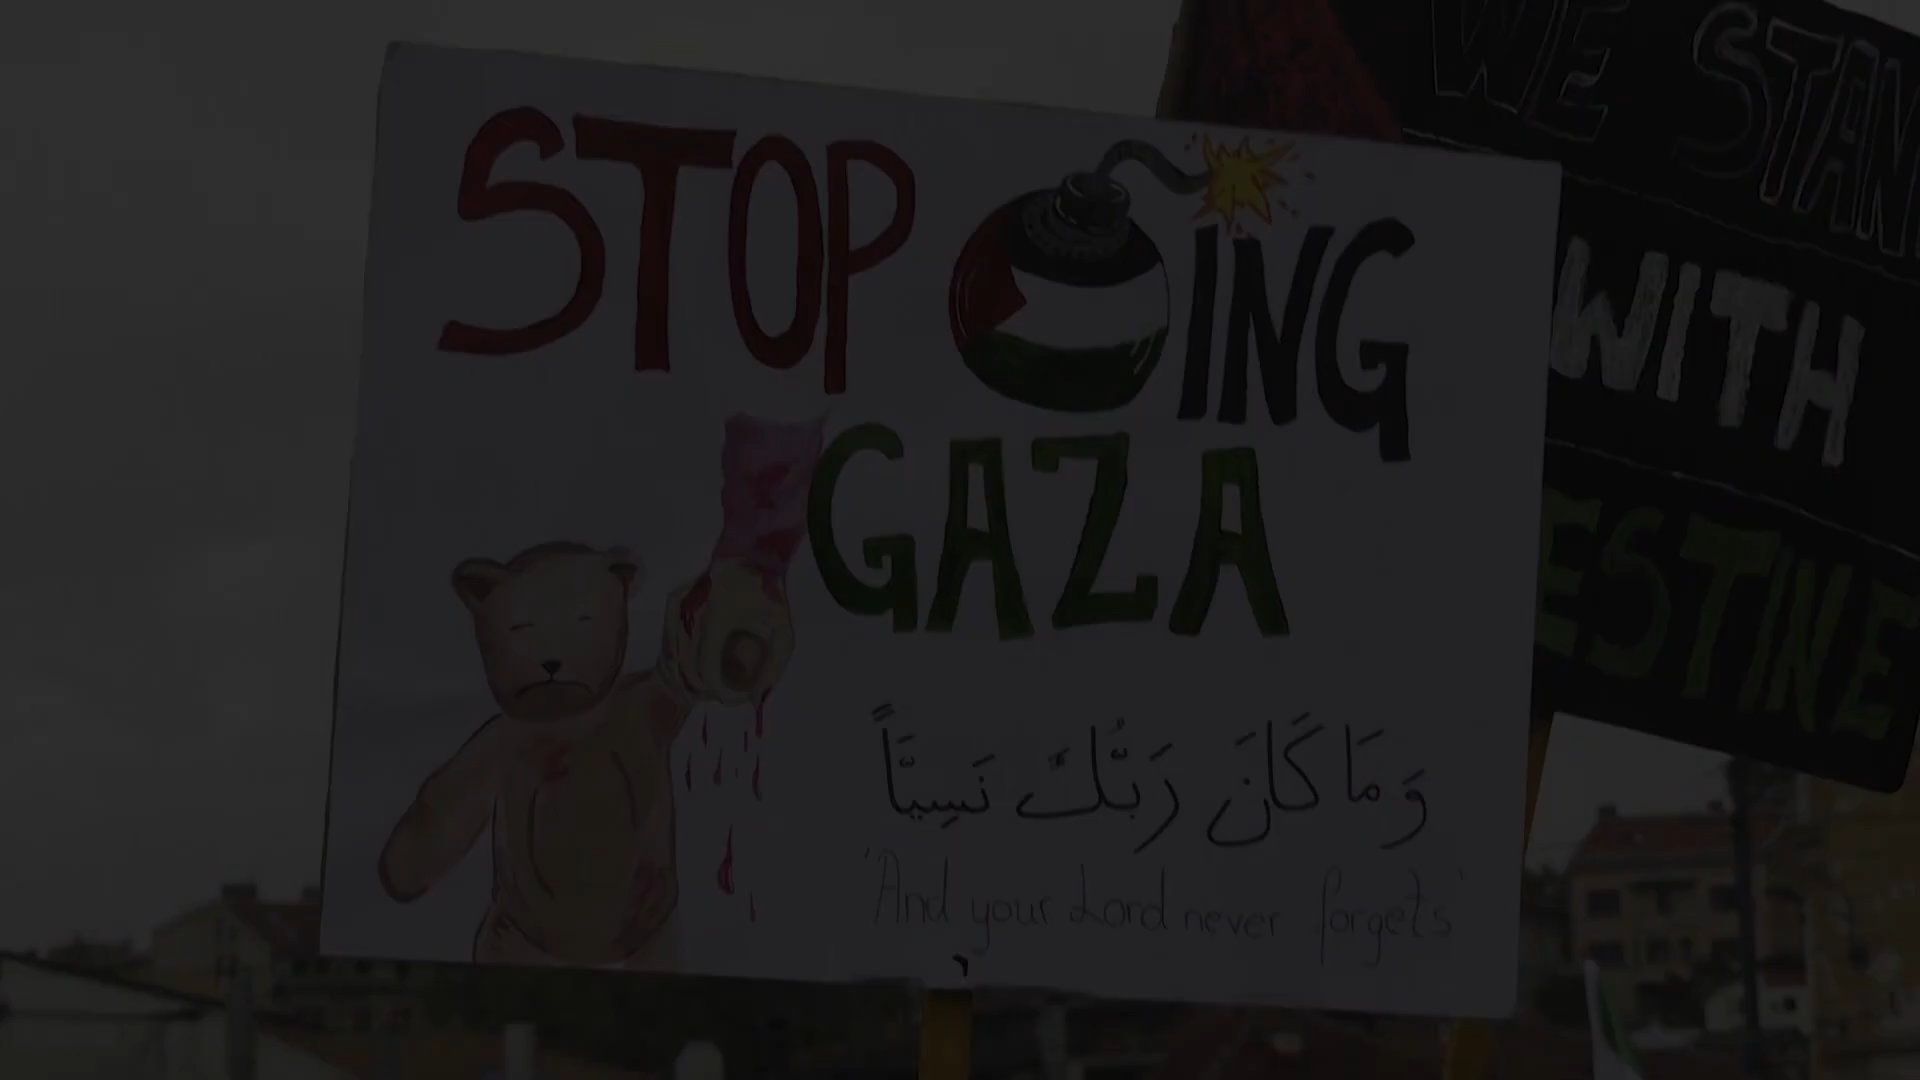 STOP ING
GAZA
وَمَا كَانَ رَبُّكَ نَسِيًّا
'And your Lord never forgets'
WE STAN
WITH
ESTINE